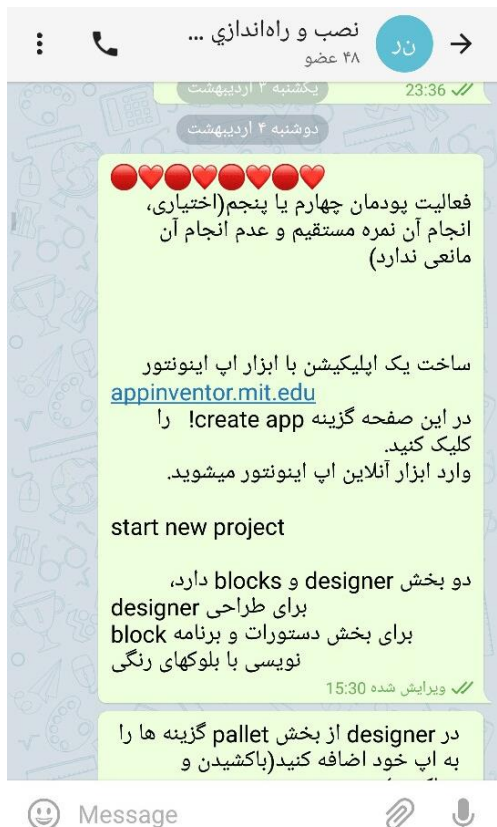 نصب و راه‌اندازي ...
۴۸ عضو
نر
یکشنبه ۳ اردیبهشت
23:36
دوشنبه ۴ اردیبهشت
فعالیت پودمان چهارم یا پنجم(اختیاری،
انجام آن نمره مستقیم و عدم انجام آن
مانعی ندارد)
ساخت یک اپلیکیشن با ابزار اپ اینونتور
appinventor.mit.edu
در این صفحه گزینه create app! را
کلیک کنید.
وارد ابزار آنلاین اپ اینونتور میشوید.
start new project
دو بخش designer و blocks دارد،
designer برای طراحی
block برای بخش دستورات و برنامه
نویسی با بلوکهای رنگی
ویرایش شده 15:30
در designer از بخش pallet گزینه ها را
به اپ خود اضافه کنید(باکشیدن و
Message